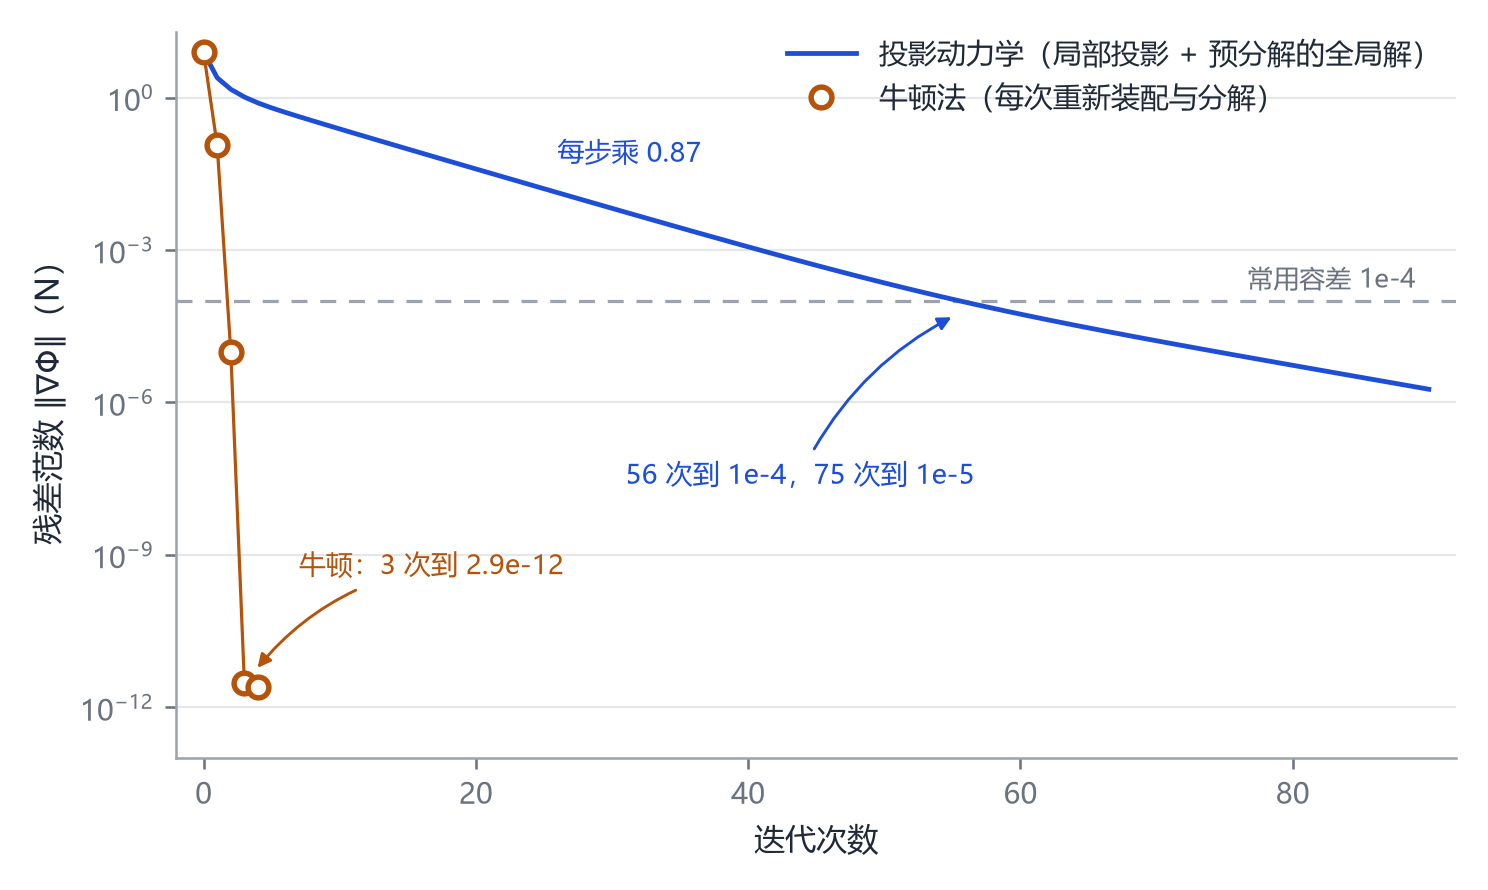 投影动力学（局部投影 + 预分解的全局解）
牛顿法（每次重新装配与分解）
每步乘 0.87
常用容差 1e-4
56 次到 1e-4，75 次到 1e-5
牛顿：3 次到 2.9e-12
残差范数 ‖∇Φ‖（N）
10⁰
10⁻³
10⁻⁶
10⁻⁹
10⁻¹²
0 20 40 60 80
迭代次数